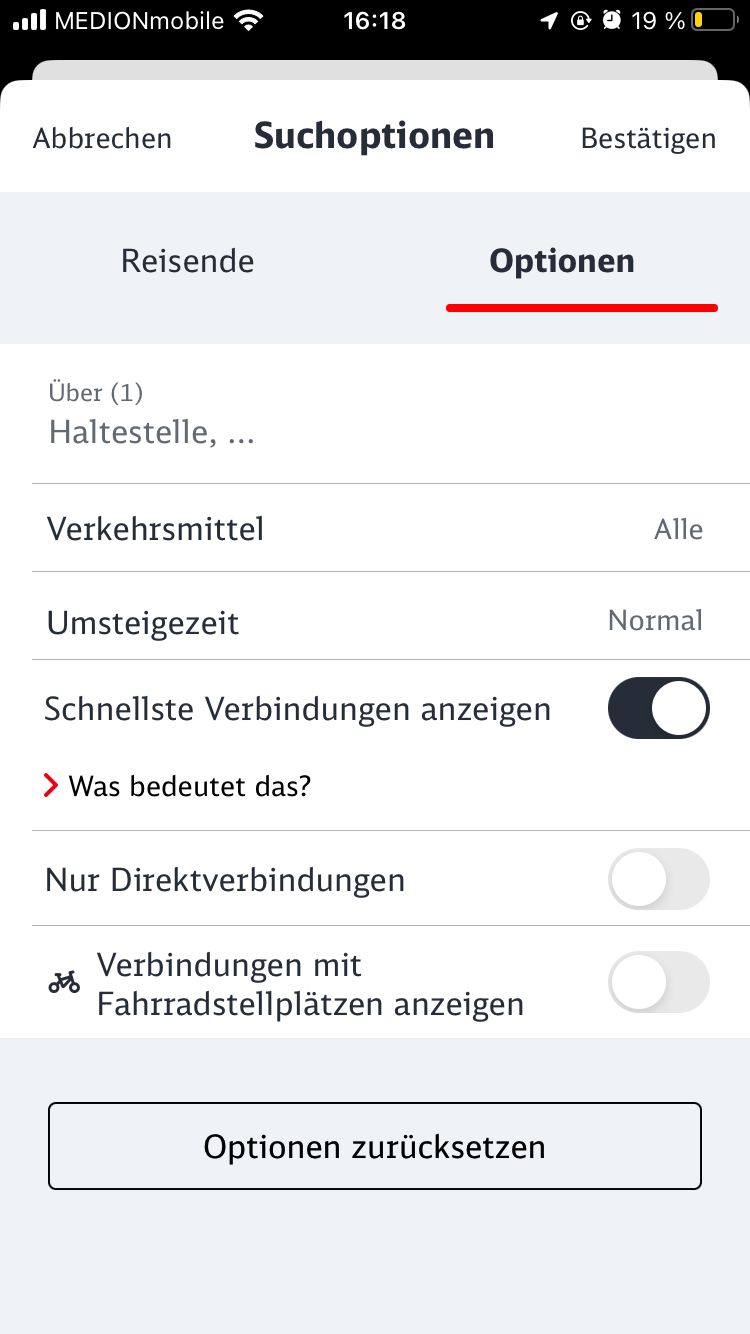 MEDIONmobile 16:18 19 %
Abbrechen Suchoptionen Bestätigen
Reisende Optionen
Über (1)
Haltestelle, ...
Verkehrsmittel Alle
Umsteigezeit Normal
Schnellste Verbindungen anzeigen
Was bedeutet das?
Nur Direktverbindungen
Verbindungen mit
Fahrradstellplätzen anzeigen
Optionen zurücksetzen